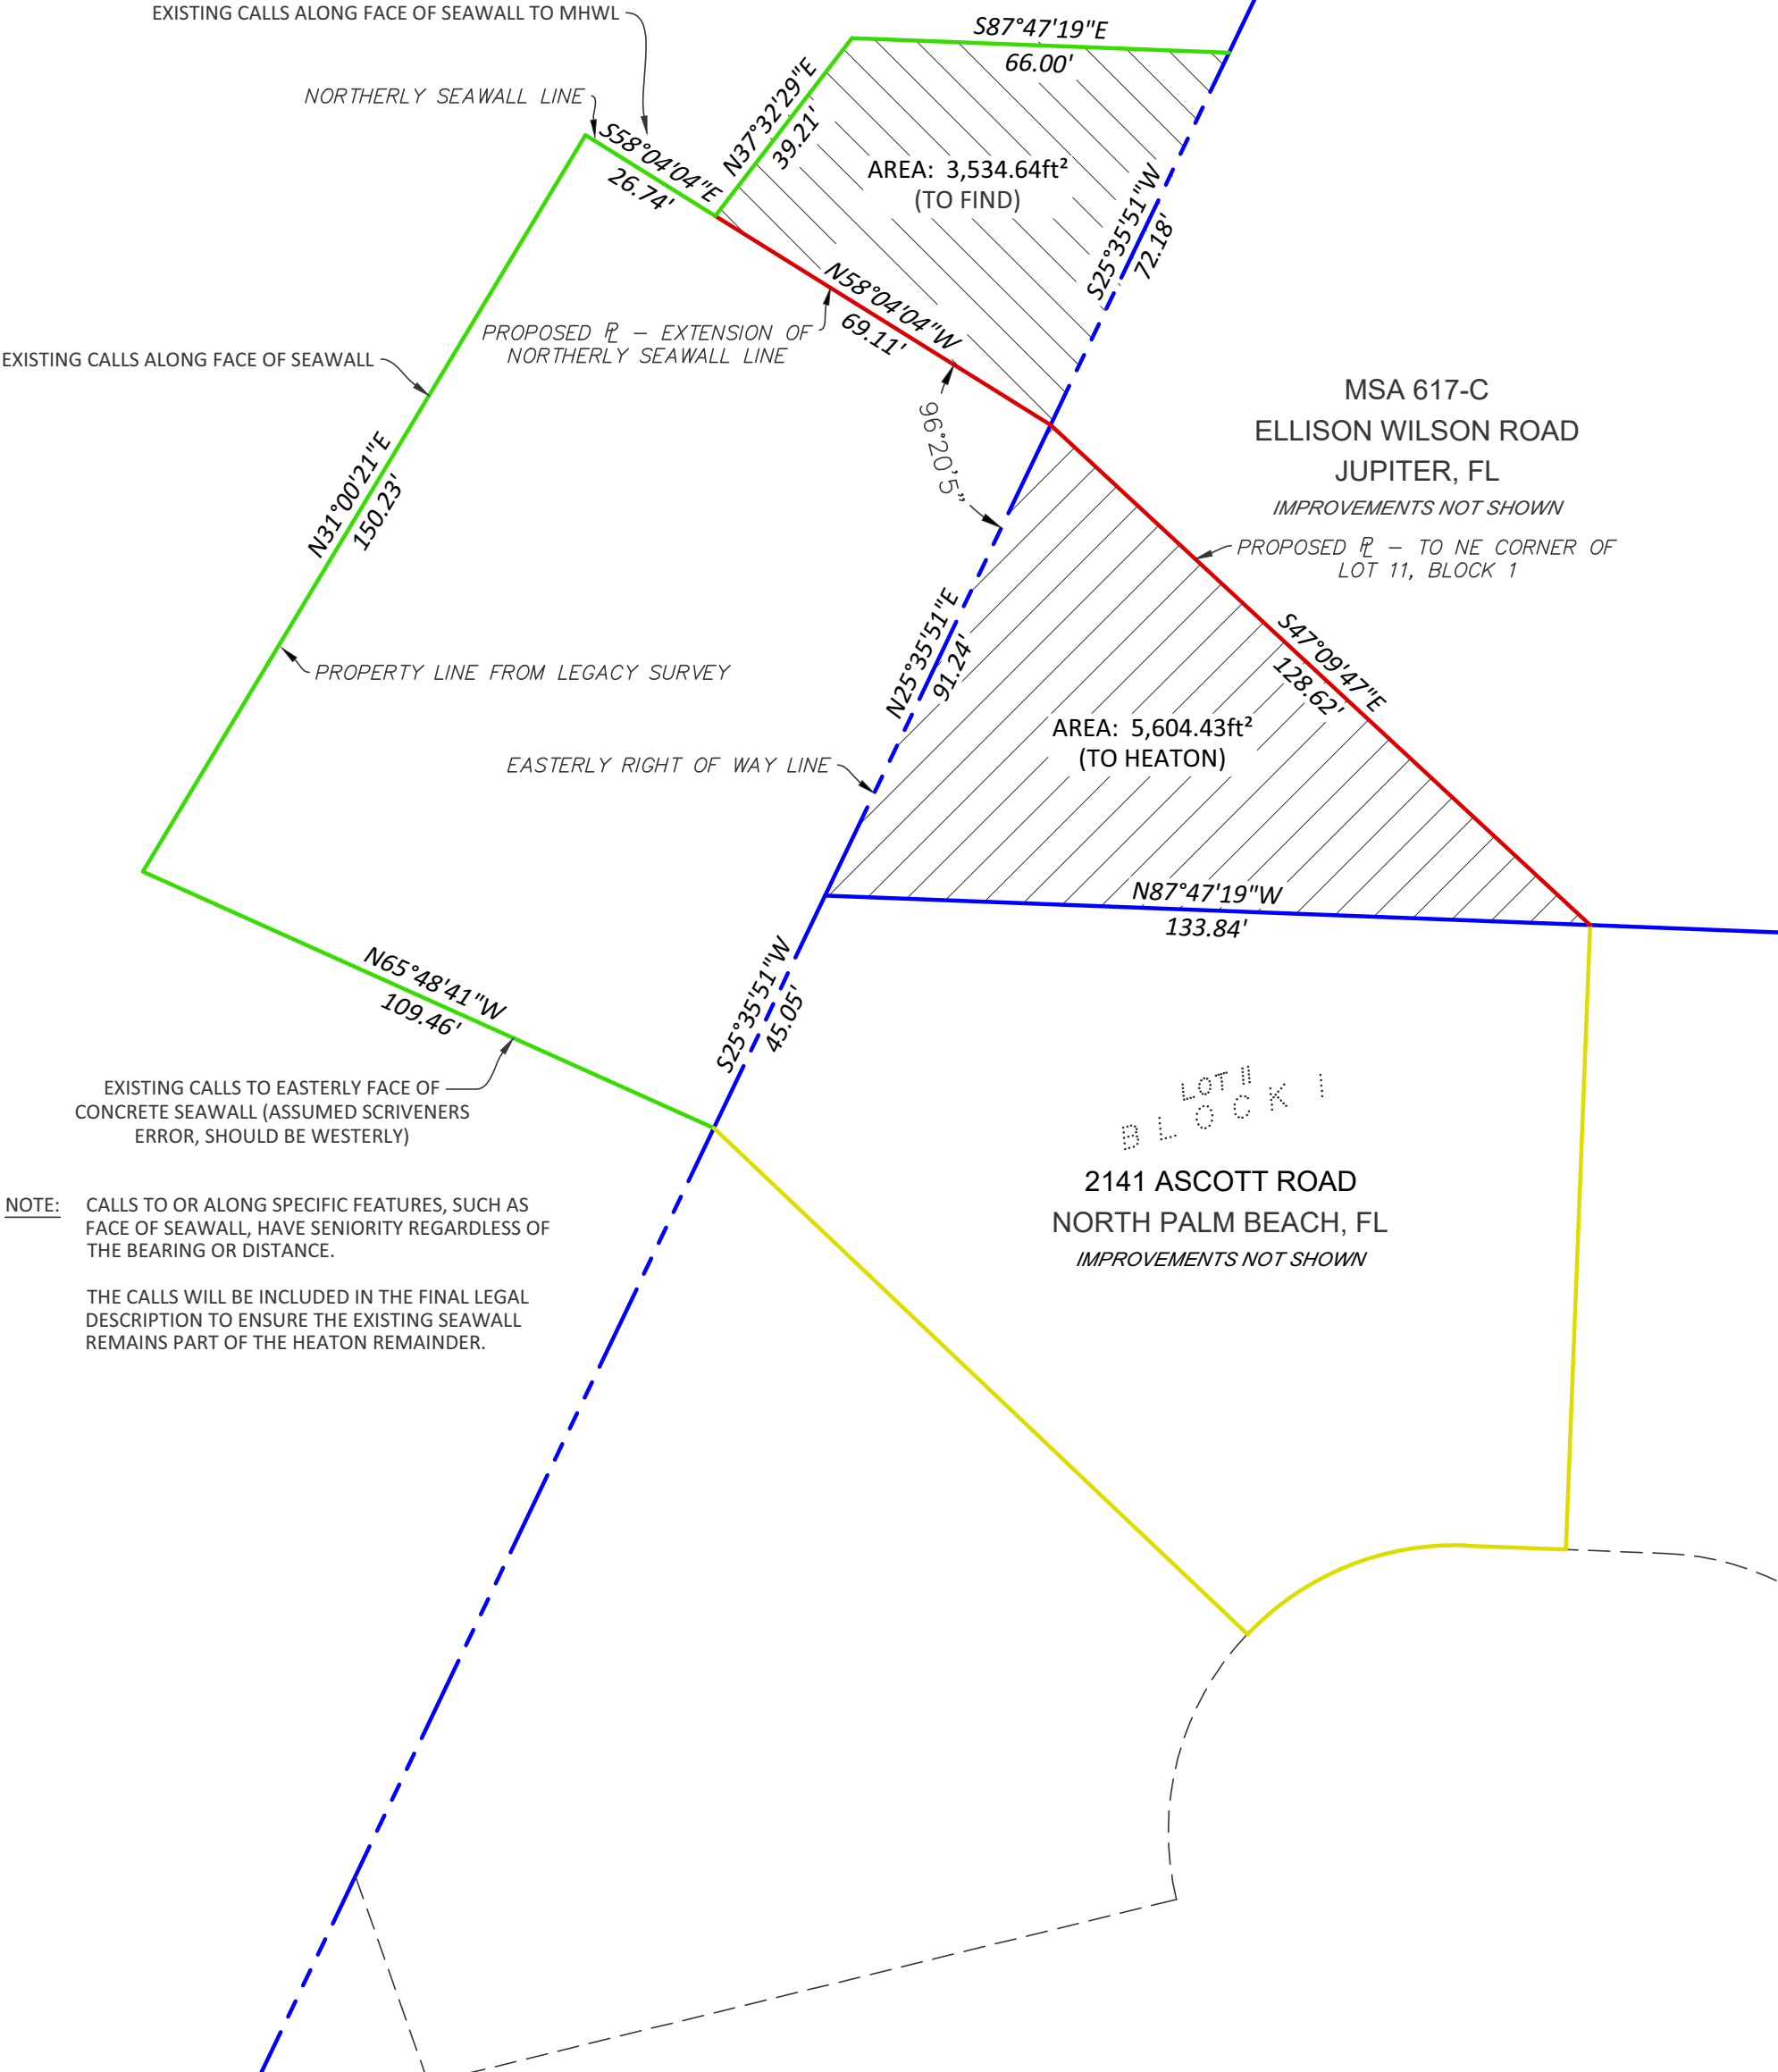 EXISTING CALLS ALONG FACE OF SEAWALL TO MHWL
S87°47'19"E
66.00'
NORTHERLY SEAWALL LINE
S58°04'04"E
26.74'
N37°32'29"E
39.21'
AREA: 3,534.64ft²
(TO FIND)
S25°35'51"W
72.18'
N58°04'04"W
69.11'
PROPOSED ⅊ – EXTENSION OF
NORTHERLY SEAWALL LINE
EXISTING CALLS ALONG FACE OF SEAWALL
96°20'5"
MSA 617-C
ELLISON WILSON ROAD
JUPITER, FL
IMPROVEMENTS NOT SHOWN
PROPOSED ⅊ – TO NE CORNER OF
LOT 11, BLOCK 1
N31°00'21"E
150.23'
N25°35'51"E
91.24'
S47°09'47"E
128.62'
PROPERTY LINE FROM LEGACY SURVEY
AREA: 5,604.43ft²
(TO HEATON)
EASTERLY RIGHT OF WAY LINE
N87°47'19"W
133.84'
N65°48'41"W
109.46'
S25°35'51"W
45.05'
EXISTING CALLS TO EASTERLY FACE OF
CONCRETE SEAWALL (ASSUMED SCRIVENERS
ERROR, SHOULD BE WESTERLY)
LOT 11
BLOCK 1
2141 ASCOTT ROAD
NORTH PALM BEACH, FL
IMPROVEMENTS NOT SHOWN
NOTE: CALLS TO OR ALONG SPECIFIC FEATURES, SUCH AS
FACE OF SEAWALL, HAVE SENIORITY REGARDLESS OF
THE BEARING OR DISTANCE.
THE CALLS WILL BE INCLUDED IN THE FINAL LEGAL
DESCRIPTION TO ENSURE THE EXISTING SEAWALL
REMAINS PART OF THE HEATON REMAINDER.